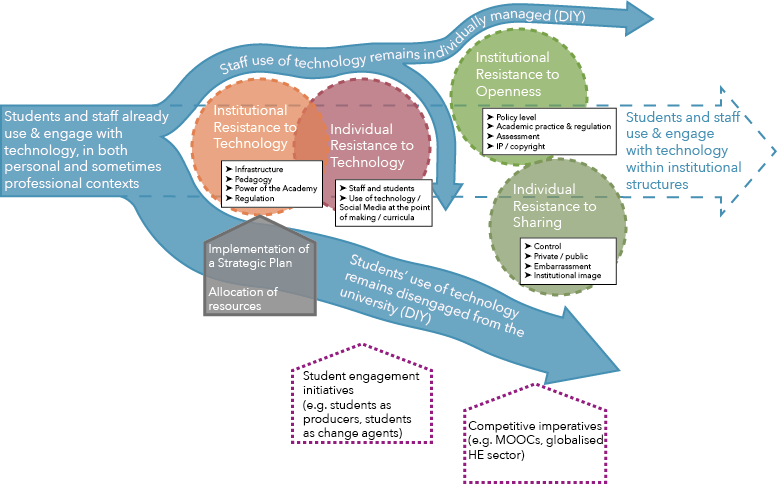 Staff use of technology remains individually managed (DIY)
Students and staff already
use & engage with
technology, in both
personal and sometimes
professional contexts
Institutional
Resistance to
Technology
➤ Infrastructure
➤ Pedagogy
➤ Power of the Academy
➤ Regulation
Individual
Resistance to
Technology
➤ Staff and students
➤ Use of technology /
Social Media at the point
of making / curricula
Institutional
Resistance to
Openness
➤ Policy level
➤ Academic practice & regulation
➤ Assessment
➤ IP / copyright
Individual
Resistance to
Sharing
➤ Control
➤ Private / public
➤ Embarrassment
➤ Institutional image
Students and staff
use & engage
with technology
within institutional
structures
Implementation of
a Strategic Plan
Allocation of
resources
Students' use of technology
remains disengaged from the
university (DIY)
Student engagement
initiatives
(e.g. students as
producers, students
as change agents)
Competitive imperatives
(e.g. MOOCs, globalised
HE sector)